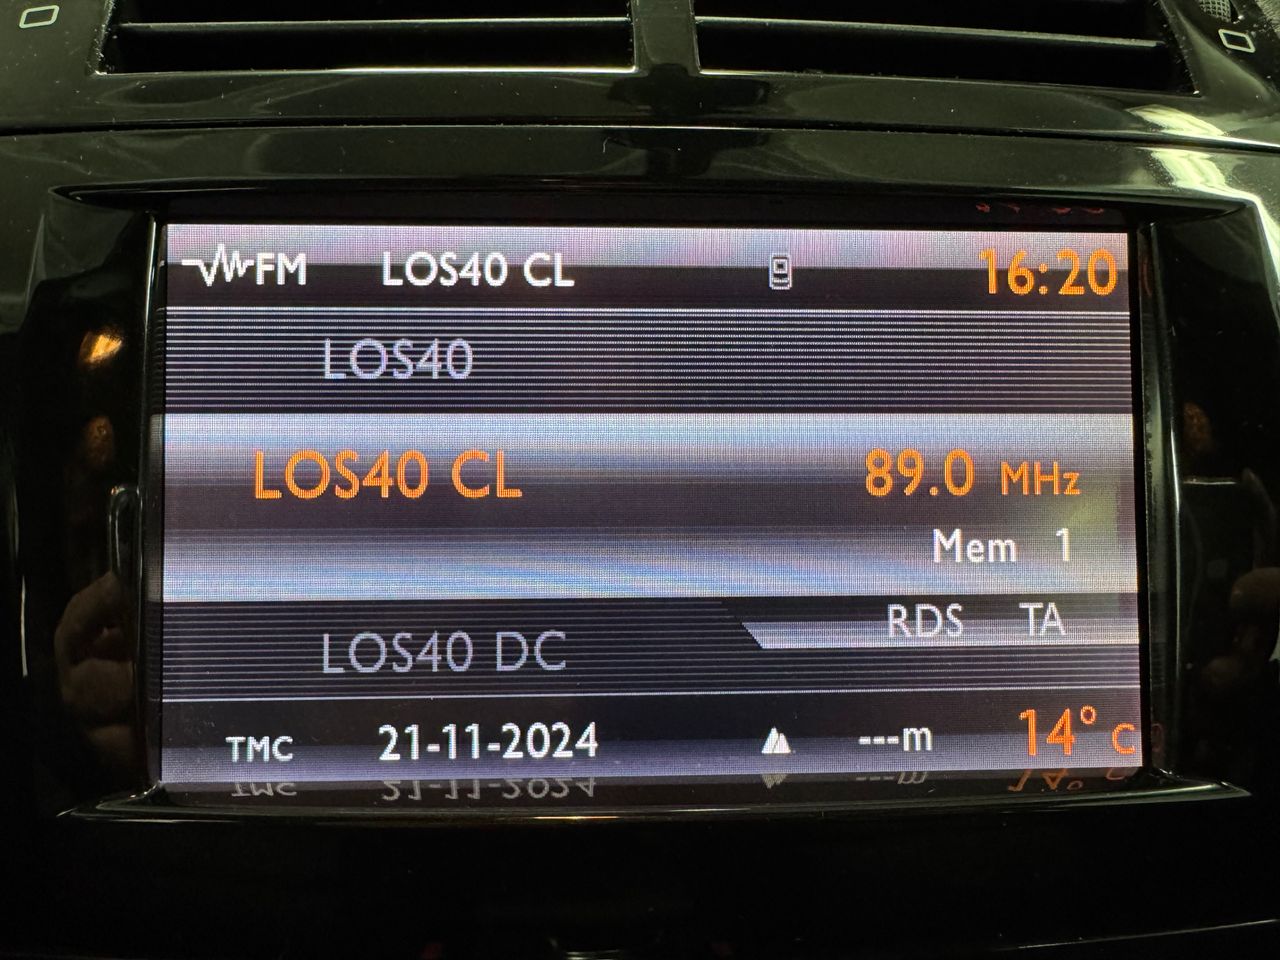 FM LOS40 CL 16:20
LOS40
LOS40 CL 89.0 MHz
Mem 1
RDS TA
LOS40 DC
TMC 21-11-2024 ---m 14° C